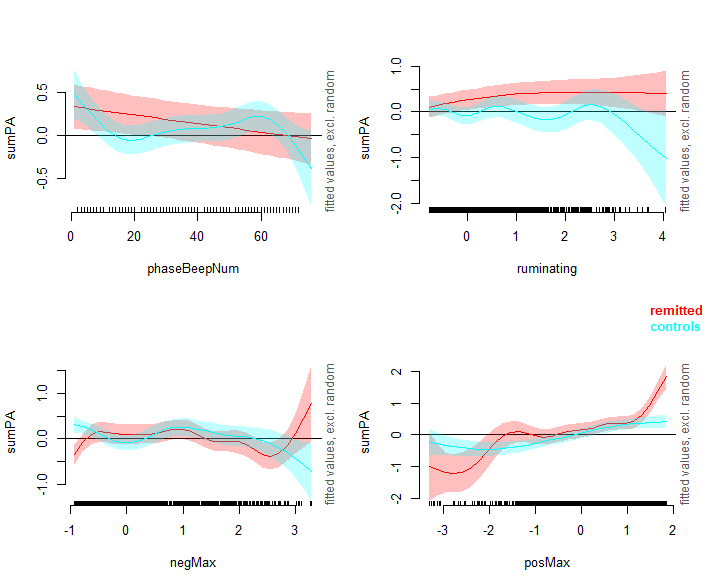 0.5
0.0
-0.5
sumPA
0 20 40 60
phaseBeepNum
fitted values, excl. random
1.0
0.0
-1.0
-2.0
sumPA
0 1 2 3 4
ruminating
fitted values, excl. random
remitted
controls
1.0
0.0
-1.0
sumPA
-1 0 1 2 3
negMax
fitted values, excl. random
2
1
0
-1
-2
sumPA
-3 -2 -1 0 1 2
posMax
fitted values, excl. random